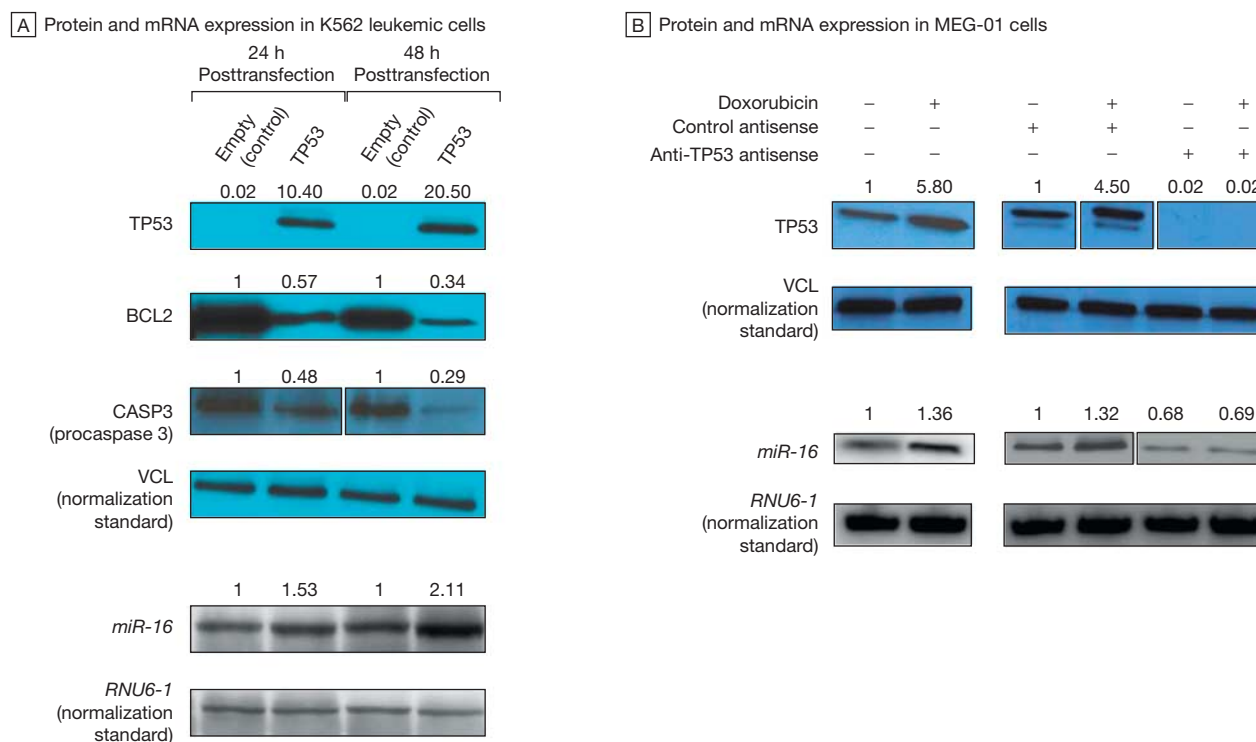 A Protein and mRNA expression in K562 leukemic cells
24 h
Posttransfection
48 h
Posttransfection
Empty
(control)
TP53
Empty
(control)
TP53
0.02 10.40 0.02 20.50
TP53
1 0.57 1 0.34
BCL2
1 0.48 1 0.29
CASP3
(procaspase 3)
VCL
(normalization
standard)
1 1.53 1 2.11
miR-16
RNU6-1
(normalization
standard)
B Protein and mRNA expression in MEG-01 cells
Doxorubicin – + – + – +
Control antisense – – + + – –
Anti-TP53 antisense – – – – + +
1 5.80 1 4.50 0.02 0.02
TP53
VCL
(normalization
standard)
1 1.36 1 1.32 0.68 0.69
miR-16
RNU6-1
(normalization
standard)